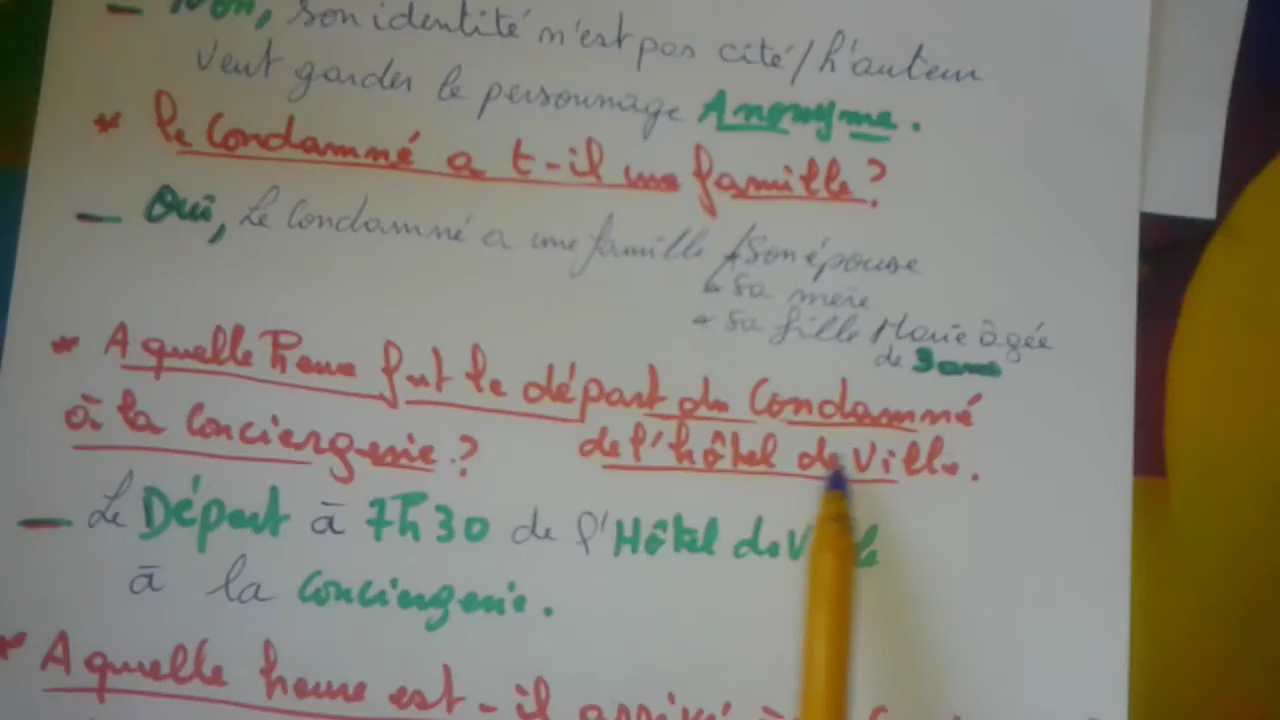 — Non, son identité n'est pas cité / L'auteur
veut garder le personnage Anonyme.
* Le Condamné a t-il une famille ?
— Oui, Le Condamné a une famille son épouse
sa mère
sa fille Marie âgée
de 3 ans
* A quelle heure fut le départ du Condamné
à la Conciergerie ? de l'hôtel de Ville.
— Le Départ à 7h30 de l'Hôtel de Ville
à la Conciergerie.
* A quelle heure est-il arrivé à